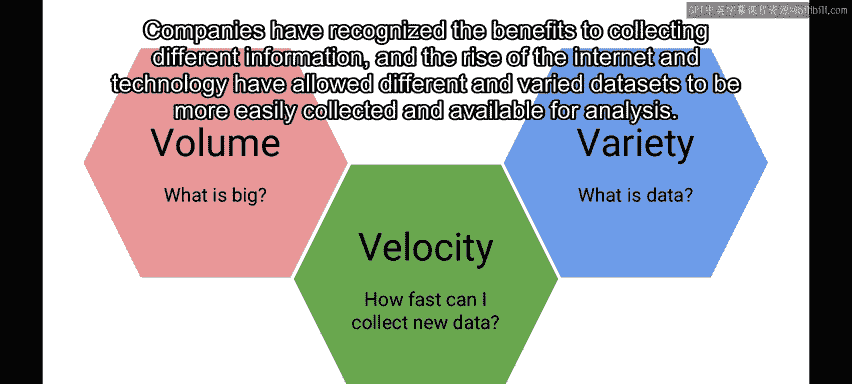 Companies have recognized the benefits to collecting
different information, and the rise of the internet and
technology have allowed different and varied datasets to be
more easily collected and available for analysis.
Volume
What is big?
Variety
What is data?
Velocity
How fast can I
collect new data?